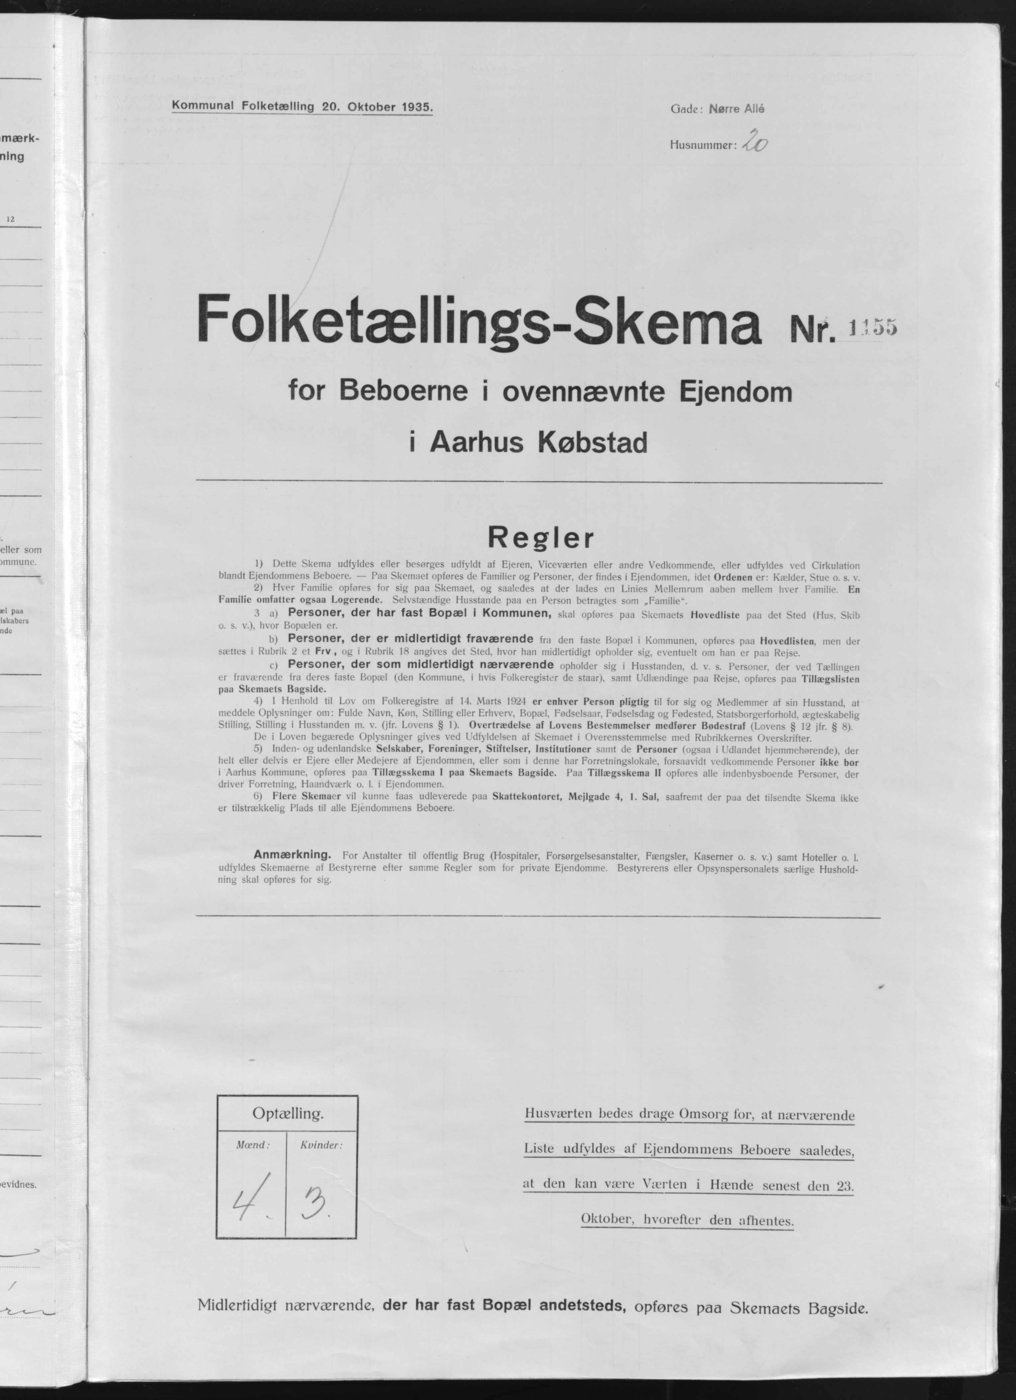 mærk-
ning
12
eller som
ommune.
æl paa
lskabers
nde
evidnes.
Kommunal Folketælling 20. Oktober 1935.
Gade: Nørre Allé
Husnummer: 20
Folketællings-Skema Nr. 1155
for Beboerne i ovennævnte Ejendom
i Aarhus Købstad
Regler
1) Dette Skema udfyldes eller besørges udfyldt af Ejeren, Viceværten eller andre Vedkommende, eller udfyldes ved Cirkulation
blandt Ejendommens Beboere. — Paa Skemaet opføres de Familier og Personer, der findes i Ejendommen, idet Ordenen er: Kælder, Stue o. s. v.
2) Hver Familie opføres for sig paa Skemaet, og saaledes at der lades en Linies Mellemrum aaben mellem hver Familie. En
Familie omfatter ogsaa Logerende. Selvstændige Husstande paa en Person betragtes som „Familie“.
3 a) Personer, der har fast Bopæl i Kommunen, skal opføres paa Skemaets Hovedliste paa det Sted (Hus, Skib
o. s. v.), hvor Bopælen er.
b) Personer, der er midlertidigt fraværende fra den faste Bopæl i Kommunen, opføres paa Hovedlisten, men der
sættes i Rubrik 2 et Frv., og i Rubrik 18 angives det Sted, hvor han midlertidigt opholder sig, eventuelt om han er paa Rejse.
c) Personer, der som midlertidigt nærværende opholder sig i Husstanden, d. v. s. Personer, der ved Tællingen
er fraværende fra deres faste Bopæl (den Kommune, i hvis Folkeregister de staar), samt Udlændinge paa Rejse, opføres paa Tillægslisten
paa Skemaets Bagside.
4) I Henhold til Lov om Folkeregistre af 14. Marts 1924 er enhver Person pligtig til for sig og Medlemmer af sin Husstand, at
meddele Oplysninger om: Fulde Navn, Køn, Stilling eller Erhverv, Bopæl, Fødselsaar, Fødselsdag og Fødested, Statsborgerforhold, ægteskabelig
Stilling, Stilling i Husstanden m. v. (jfr. Lovens § 1). Overtrædelse af Lovens Bestemmelser medfører Bødestraf (Lovens § 12 jfr. § 8).
De i Loven begærede Oplysninger gives ved Udfyldelsen af Skemaet i Overensstemmelse med Rubrikkernes Overskrifter.
5) Inden- og udenlandske Selskaber, Foreninger, Stiftelser, Institutioner samt de Personer (ogsaa i Udlandet hjemmehørende), der
helt eller delvis er Ejere eller Medejere af Ejendommen, eller som i denne har Forretningslokale, forsaavidt vedkommende Personer ikke bor
i Aarhus Kommune, opføres paa Tillægsskema I paa Skemaets Bagside. Paa Tillægsskema II opføres alle indenbysboende Personer, der
driver Forretning, Haandværk o. l. i Ejendommen.
6) Flere Skemaer vil kunne faas udleverede paa Skattekontoret, Mejlgade 4, 1. Sal, saafremt der paa det tilsendte Skema ikke
er tilstrækkelig Plads til alle Ejendommens Beboere.
Anmærkning. For Anstalter til offentlig Brug (Hospitaler, Forsørgelsesanstalter, Fængsler, Kaserner o. s. v.) samt Hoteller o. l.
udfyldes Skemaerne af Bestyrerne efter samme Regler som for private Ejendomme. Bestyrerens eller Opsynspersonalets særlige Hushold-
ning skal opføres for sig.
Optælling.
Mænd: Kvinder:
4. 3.
Husværten bedes drage Omsorg for, at nærværende
Liste udfyldes af Ejendommens Beboere saaledes,
at den kan være Værten i Hænde senest den 23.
Oktober, hvorefter den afhentes.
Midlertidigt nærværende, der har fast Bopæl andetsteds, opføres paa Skemaets Bagside.